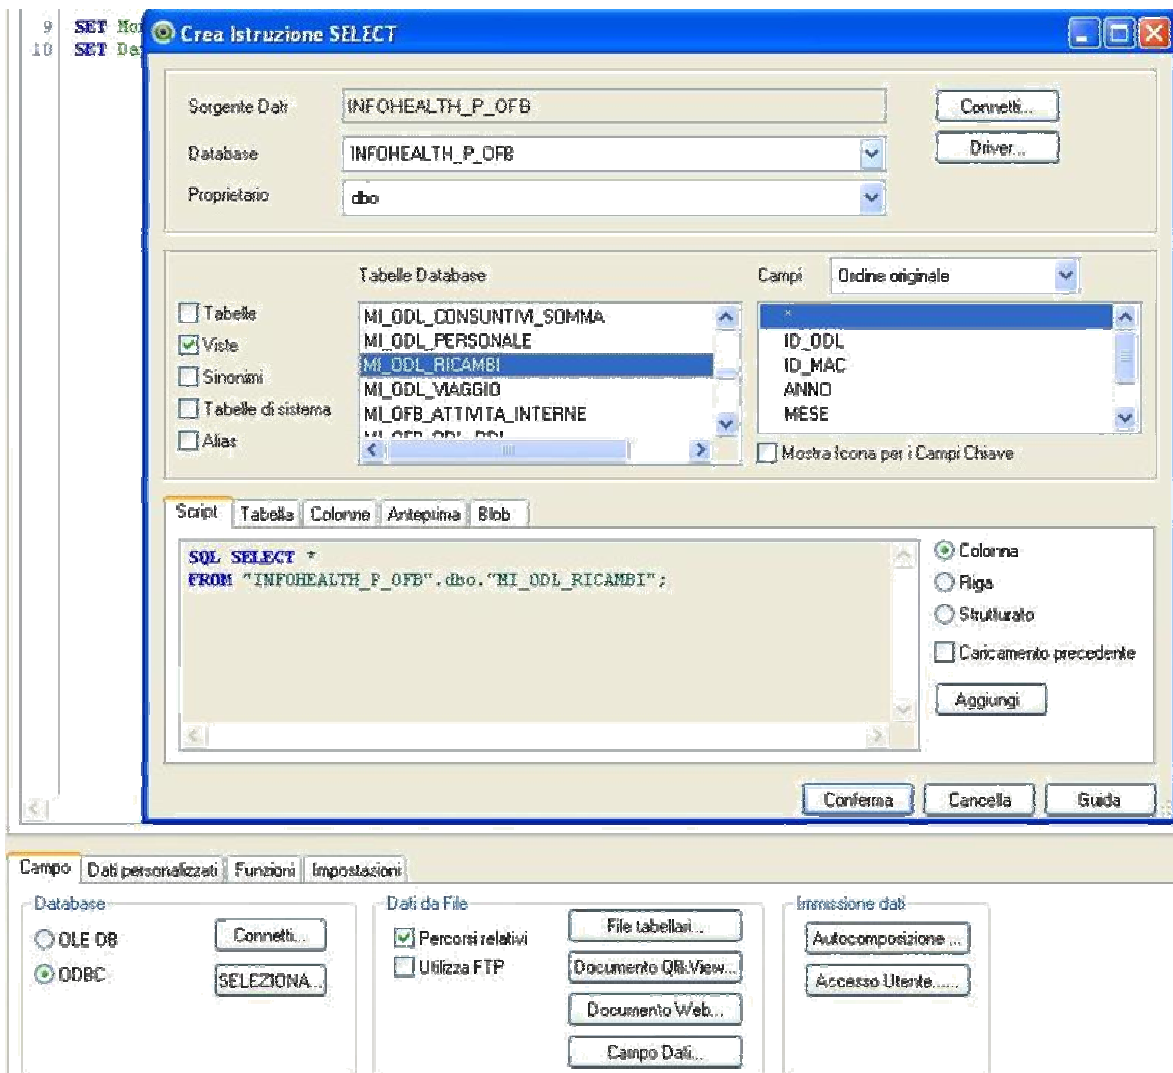 9 SET Mo
10 SET Da
Crea Istruzione SELECT
Sorgente Dati INFOHEALTH_P_OFB Connetti...
Database INFOHEALTH_P_OFB Driver...
Proprietario dbo
Tabelle Database Campi Ordine originale
Tabelle
Viste
Sinonimi
Tabelle di sistema
Alias
MI_ODL_CONSUNTIVI_SOMMA
MI_ODL_PERSONALE
MI_ODL_RICAMBI
MI_ODL_VIAGGIO
MI_OFB_ATTIVITA_INTERNE
*
ID_ODL
ID_MAC
ANNO
MESE
Mostra Icona per i Campi Chiave
Script Tabella Colonne Anteprima Blob
SQL SELECT *
FROM "INFOHEALTH_P_OFB".dbo."MI_ODL_RICAMBI";
Colonna
Riga
Strutturato
Caricamento precedente
Aggiungi
Conferma Cancella Guida
Campo Dati personalizzati Funzioni Impostazioni
Database
OLE DB Connetti...
ODBC SELEZIONA...
Dati da File
Percorsi relativi File tabellari...
Utilizza FTP Documento QlikView...
Documento Web...
Campo Dati...
Immissione dati
Autocomposizione ...
Accesso Utente......